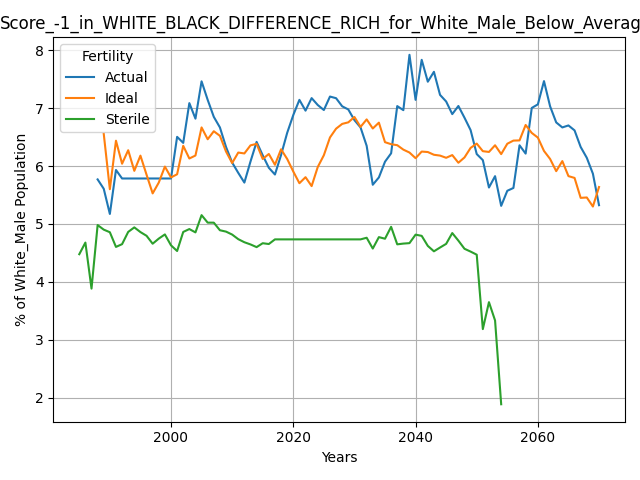 Score_-1_in_WHITE_BLACK_DIFFERENCE_RICH_for_White_Male_Below_Averag
Fertility
Actual
Ideal
Sterile
% of White_Male Population
8
7
6
5
4
3
2
2000
2020
2040
2060
Years